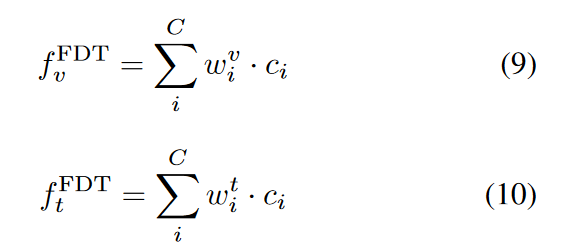 f_v^{FDT} = \sum_i^C w_i^v \cdot c_i (9)
f_t^{FDT} = \sum_i^C w_i^t \cdot c_i (10)